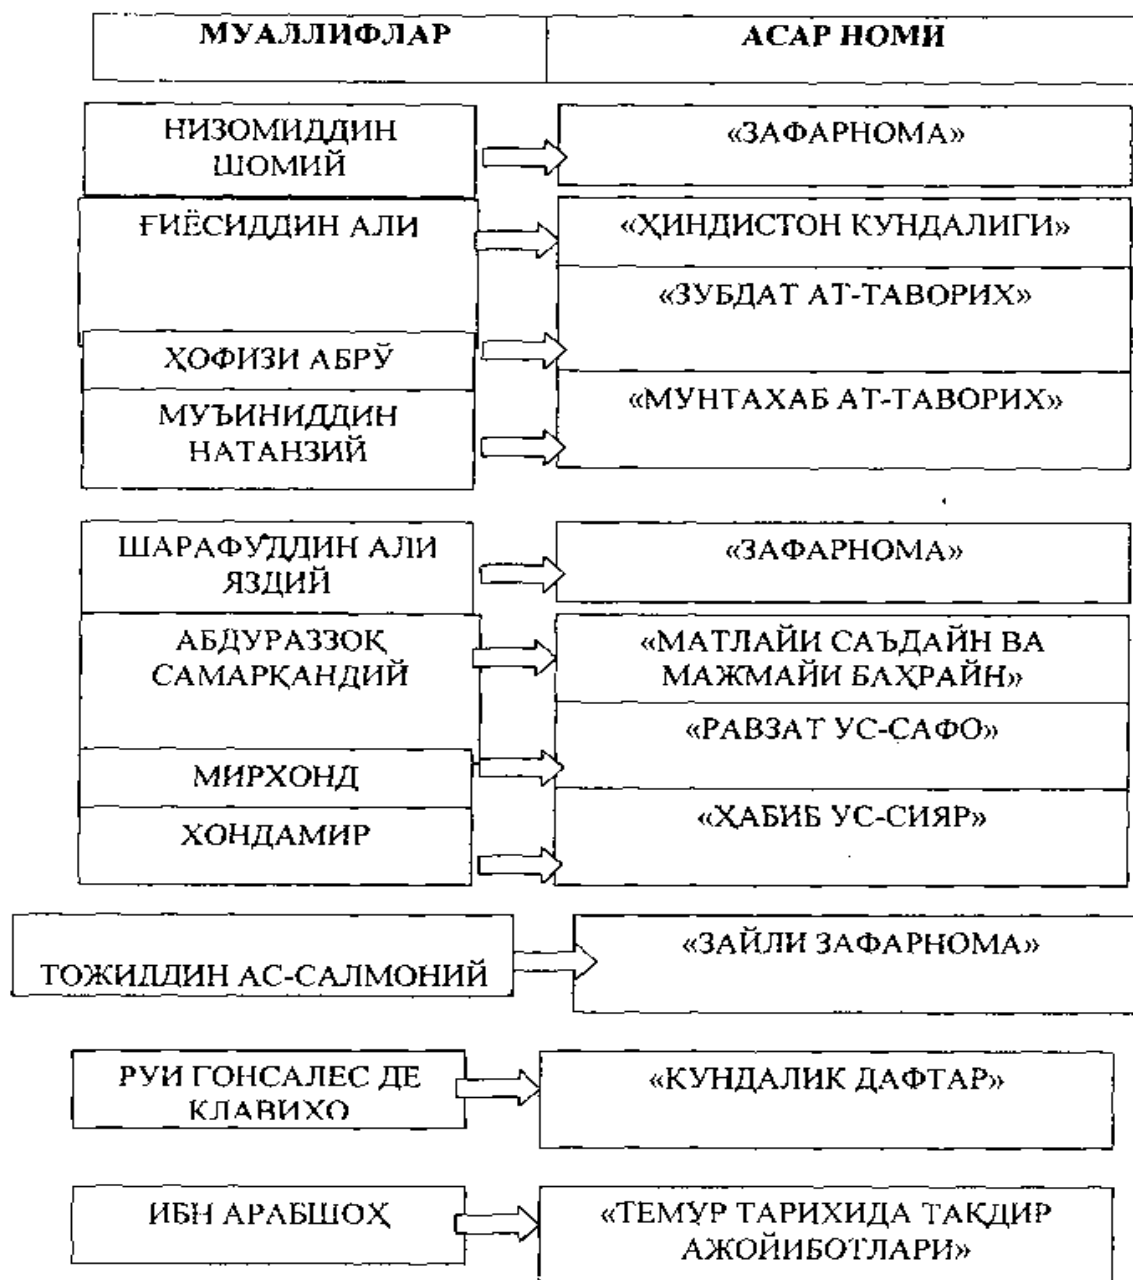 МУАЛЛИФЛАР
АСАР НОМИ
НИЗОМИДДИН
ШОМИЙ
«ЗАФАРНОМА»
ҒИЁСИДДИН АЛИ
«ҲИНДИСТОН КУНДАЛИГИ»
«ЗУБДАТ АТ-ТАВОРИХ»
ҲОФИЗИ АБРЎ
МУЪИНИДДИН
НАТАНЗИЙ
«МУНТАХАБ АТ-ТАВОРИХ»
ШАРАФУДДИН АЛИ
ЯЗДИЙ
«ЗАФАРНОМА»
АБДУРАЗЗОҚ
САМАРҚАНДИЙ
«МАТЛАЙИ САЪДАЙН ВА
МАЖМАЙИ БАҲРАЙН»
«РАВЗАТ УС-САФО»
МИРХОНД
ХОНДАМИР
«ҲАБИБ УС-СИЯР»
ТОЖИДДИН АС-САЛМОНИЙ
«ЗАЙЛИ ЗАФАРНОМА»
РУИ ГОНСАЛЕС ДЕ
КЛАВИХО
«КУНДАЛИК ДАФТАР»
ИБН АРАБШОҲ
«ТЕМУР ТАРИХИДА ТАҚДИР
АЖОЙИБОТЛАРИ»